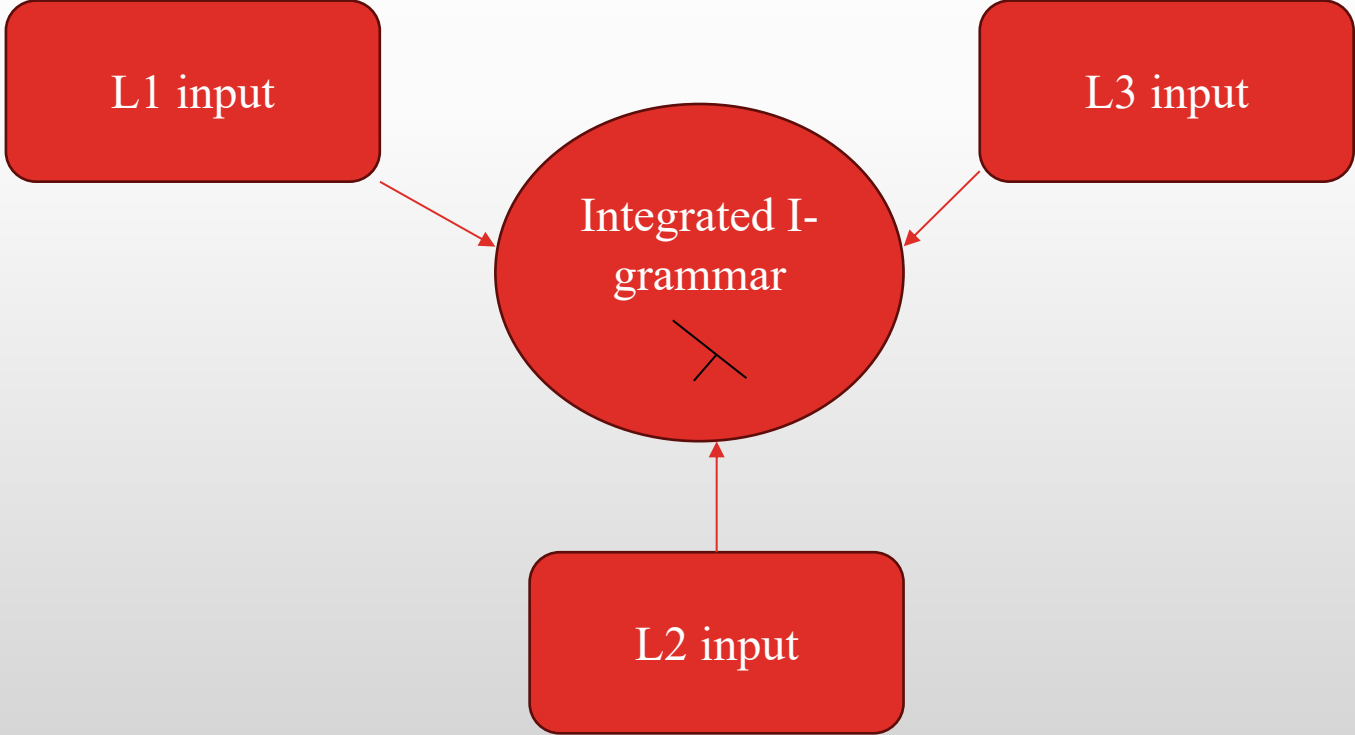 L1 input
L3 input
Integrated I-
grammar
L2 input